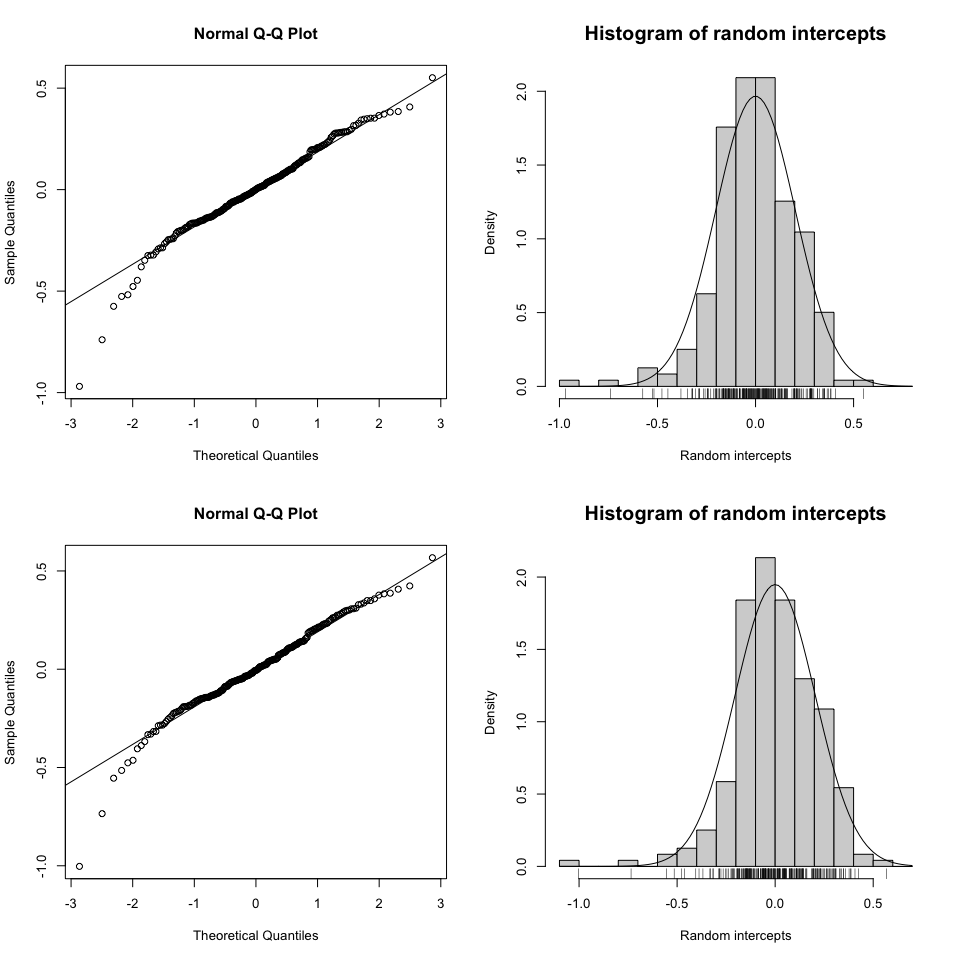 Normal Q-Q Plot
Sample Quantiles
0.5
0.0
-0.5
-1.0
-3 -2 -1 0 1 2 3
Theoretical Quantiles
Histogram of random intercepts
Density
2.0
1.5
1.0
0.5
0.0
-1.0 -0.5 0.0 0.5
Random intercepts
Normal Q-Q Plot
Sample Quantiles
0.5
0.0
-0.5
-1.0
-3 -2 -1 0 1 2 3
Theoretical Quantiles
Histogram of random intercepts
Density
2.0
1.5
1.0
0.5
0.0
-1.0 -0.5 0.0 0.5
Random intercepts